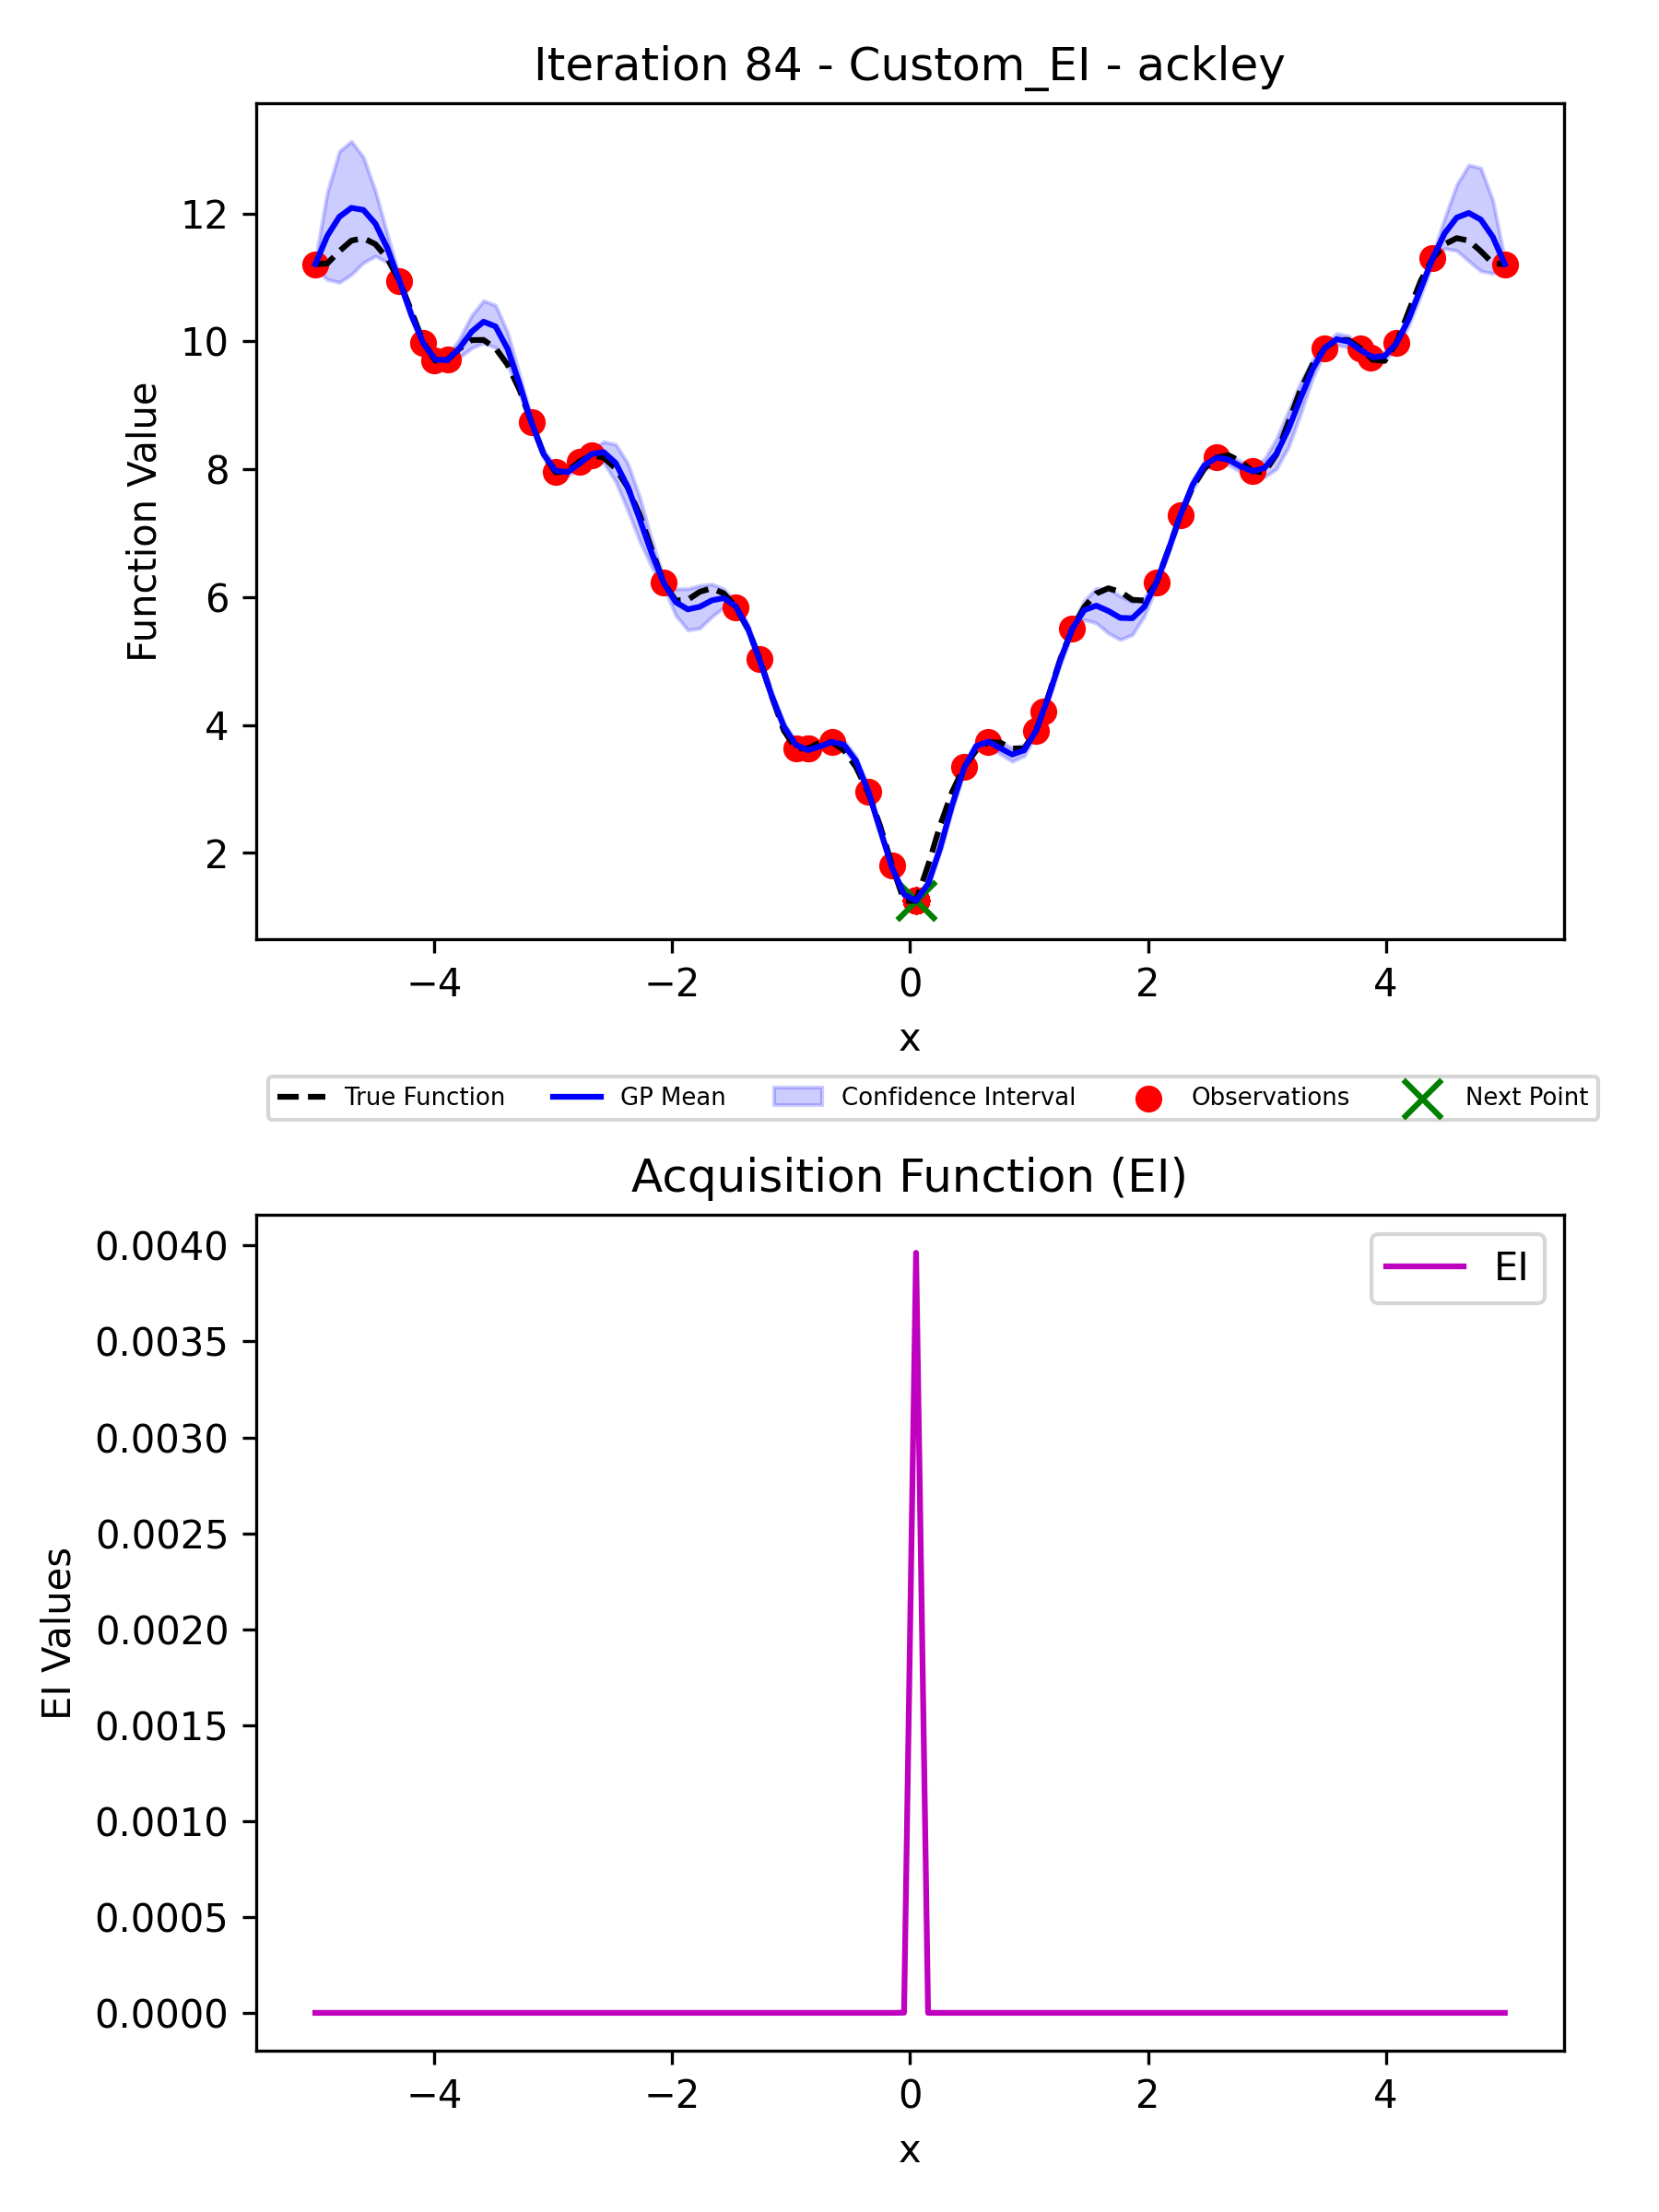 Iteration 84 - Custom_EI - ackley
12
10
8
6
4
2
Function Value
−4 −2 0 2 4
x
True Function GP Mean Confidence Interval Observations Next Point
Acquisition Function (EI)
EI
0.0040
0.0035
0.0030
0.0025
0.0020
0.0015
0.0010
0.0005
0.0000
EI Values
−4 −2 0 2 4
x